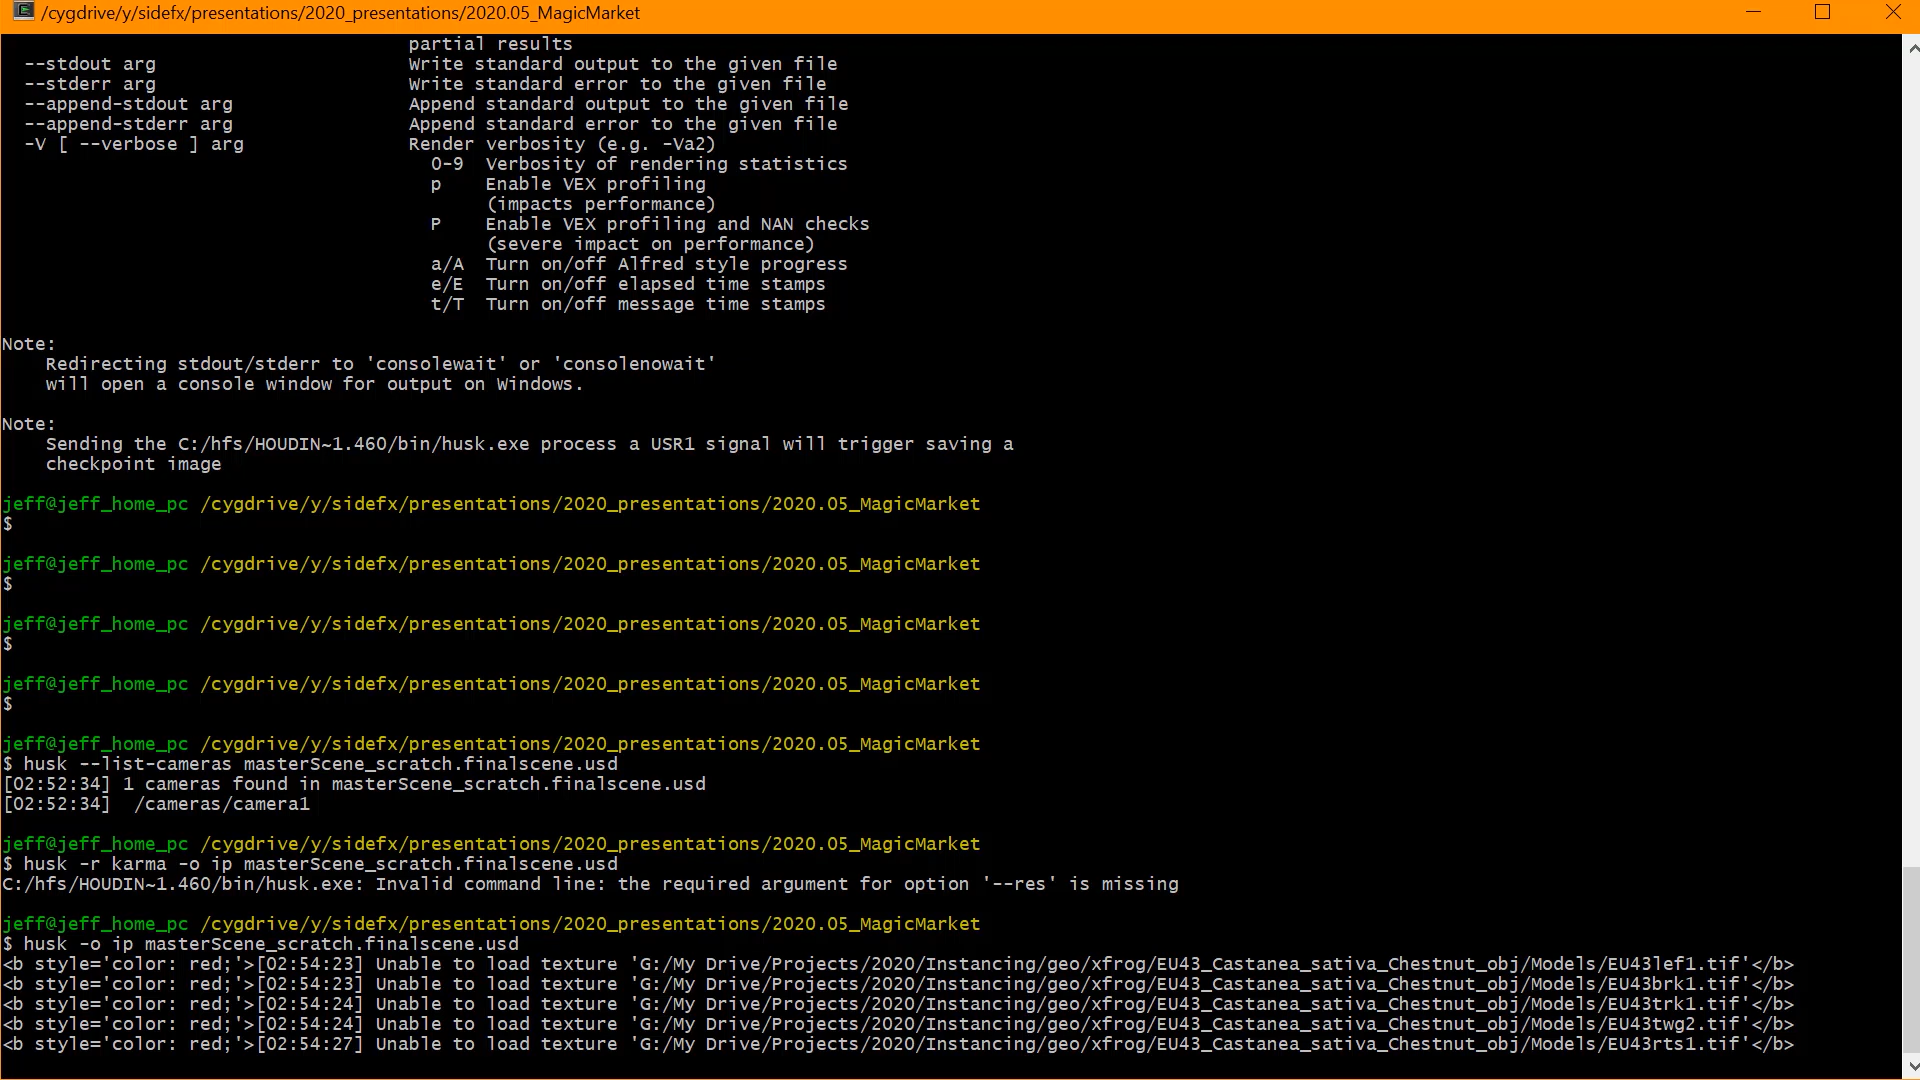 /cygdrive/y/sidefx/presentations/2020_presentations/2020.05_MagicMarket
partial results
--stdout arg Write standard output to the given file
--stderr arg Write standard error to the given file
--append-stdout arg Append standard output to the given file
--append-stderr arg Append standard error to the given file
-V [ --verbose ] arg Render verbosity (e.g. -Va2)
0-9 Verbosity of rendering statistics
p Enable VEX profiling
(impacts performance)
P Enable VEX profiling and NAN checks
(severe impact on performance)
a/A Turn on/off Alfred style progress
e/E Turn on/off elapsed time stamps
t/T Turn on/off message time stamps
Note:
Redirecting stdout/stderr to 'consolewait' or 'consolenowait'
will open a console window for output on Windows.
Note:
Sending the C:/hfs/HOUDIN~1.460/bin/husk.exe process a USR1 signal will trigger saving a
checkpoint image
jeff@jeff_home_pc /cygdrive/y/sidefx/presentations/2020_presentations/2020.05_MagicMarket
$
jeff@jeff_home_pc /cygdrive/y/sidefx/presentations/2020_presentations/2020.05_MagicMarket
$
jeff@jeff_home_pc /cygdrive/y/sidefx/presentations/2020_presentations/2020.05_MagicMarket
$
jeff@jeff_home_pc /cygdrive/y/sidefx/presentations/2020_presentations/2020.05_MagicMarket
$
jeff@jeff_home_pc /cygdrive/y/sidefx/presentations/2020_presentations/2020.05_MagicMarket
$ husk --list-cameras masterScene_scratch.finalscene.usd
[02:52:34] 1 cameras found in masterScene_scratch.finalscene.usd
[02:52:34] /cameras/camera1
jeff@jeff_home_pc /cygdrive/y/sidefx/presentations/2020_presentations/2020.05_MagicMarket
$ husk -r karma -o ip masterScene_scratch.finalscene.usd
C:/hfs/HOUDIN~1.460/bin/husk.exe: Invalid command line: the required argument for option '--res' is missing
jeff@jeff_home_pc /cygdrive/y/sidefx/presentations/2020_presentations/2020.05_MagicMarket
$ husk -o ip masterScene_scratch.finalscene.usd
<b style='color: red;'>[02:54:23] Unable to load texture 'G:/My Drive/Projects/2020/Instancing/geo/xfrog/EU43_Castanea_sativa_Chestnut_obj/Models/EU43lef1.tif'</b>
<b style='color: red;'>[02:54:23] Unable to load texture 'G:/My Drive/Projects/2020/Instancing/geo/xfrog/EU43_Castanea_sativa_Chestnut_obj/Models/EU43brk1.tif'</b>
<b style='color: red;'>[02:54:24] Unable to load texture 'G:/My Drive/Projects/2020/Instancing/geo/xfrog/EU43_Castanea_sativa_Chestnut_obj/Models/EU43trk1.tif'</b>
<b style='color: red;'>[02:54:24] Unable to load texture 'G:/My Drive/Projects/2020/Instancing/geo/xfrog/EU43_Castanea_sativa_Chestnut_obj/Models/EU43twg2.tif'</b>
<b style='color: red;'>[02:54:27] Unable to load texture 'G:/My Drive/Projects/2020/Instancing/geo/xfrog/EU43_Castanea_sativa_Chestnut_obj/Models/EU43rts1.tif'</b>